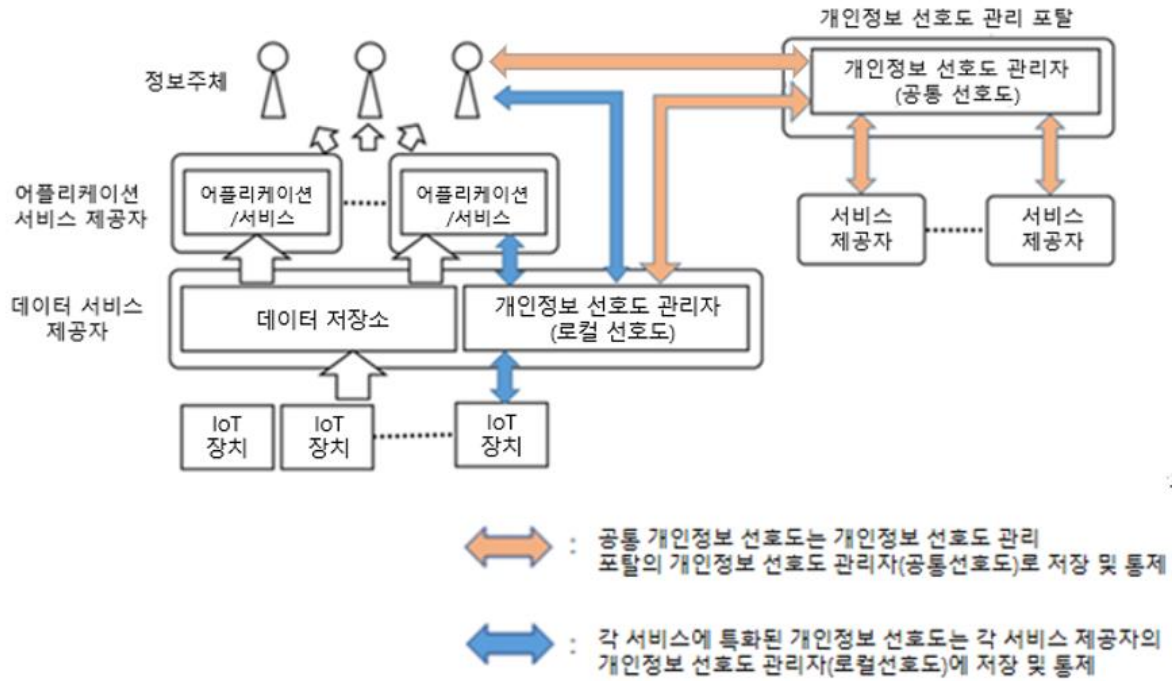 개인정보 선호도 관리 포탈
정보주체
개인정보 선호도 관리자
(공통 선호도)
어플리케이션
서비스 제공자
어플리케이션
/서비스
어플리케이션
/서비스
서비스
제공자
서비스
제공자
데이터 서비스
제공자
데이터 저장소
개인정보 선호도 관리자
(로컬 선호도)
IoT
장치
IoT
장치
IoT
장치
: 공통 개인정보 선호도는 개인정보 선호도 관리
포탈의 개인정보 선호도 관리자(공통선호도)로 저장 및 통제
: 각 서비스에 특화된 개인정보 선호도는 각 서비스 제공자의
개인정보 선호도 관리자(로컬선호도)에 저장 및 통제